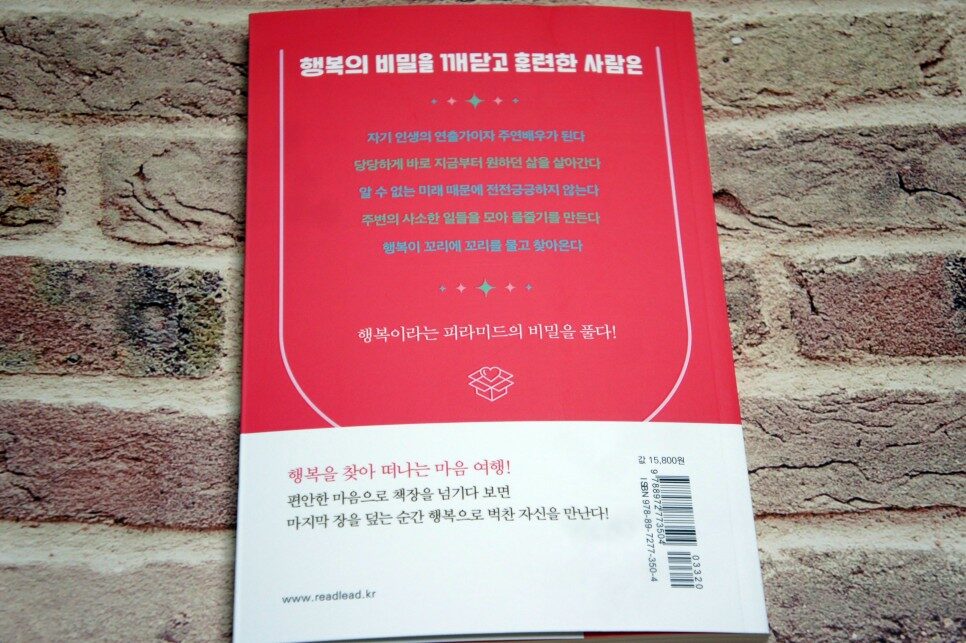 행복의 비밀을 깨닫고 훈련한 사람은
자기 인생의 연출가이자 주연배우가 된다
당당하게 바로 지금부터 원하던 삶을 살아간다
알 수 없는 미래 때문에 전전긍긍하지 않는다
주변의 사소한 일들을 모아 물줄기를 만든다
행복이 꼬리에 꼬리를 물고 찾아온다
행복이라는 피라미드의 비밀을 풀다!
행복을 찾아 떠나는 마음 여행!
편안한 마음으로 책장을 넘기다 보면
마지막 장을 덮는 순간 행복으로 벅찬 자신을 만난다!
값 15,800원
9 788972 773504
03320
ISBN 978-89-7277-350-4
www.readlead.kr